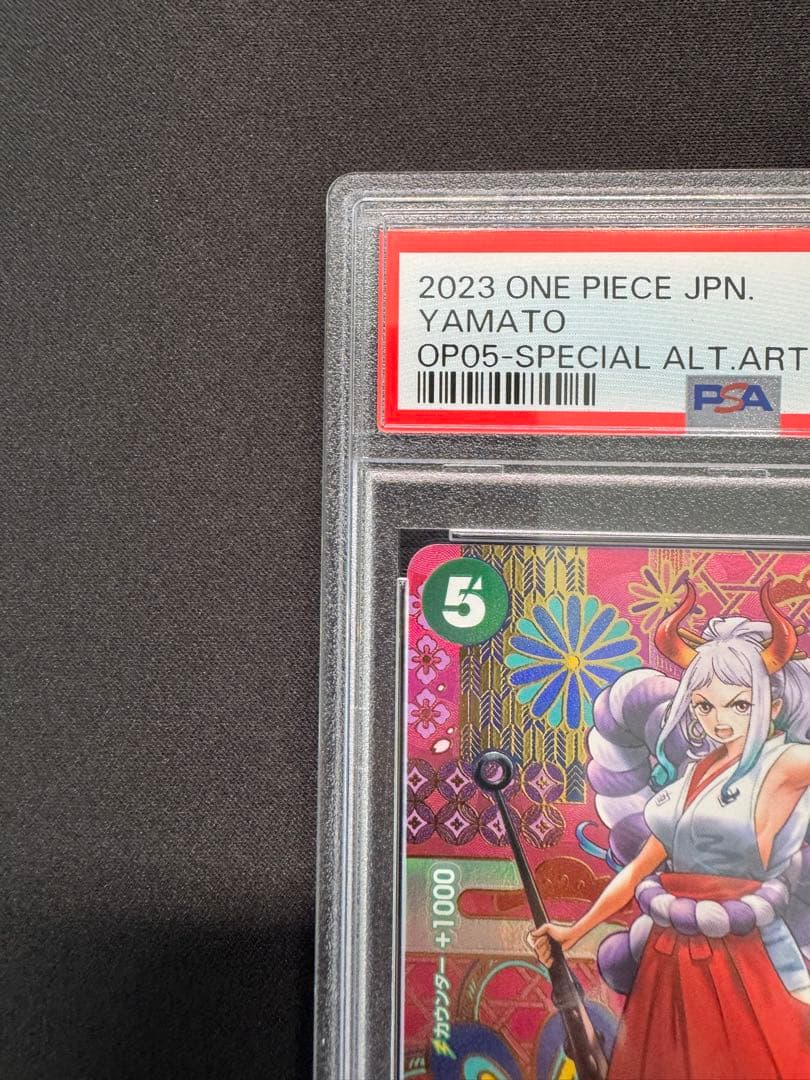 2023 ONE PIECE JPN.
YAMATO
OP05-SPECIAL ALT.ART
PSA
5
カウンター +1000